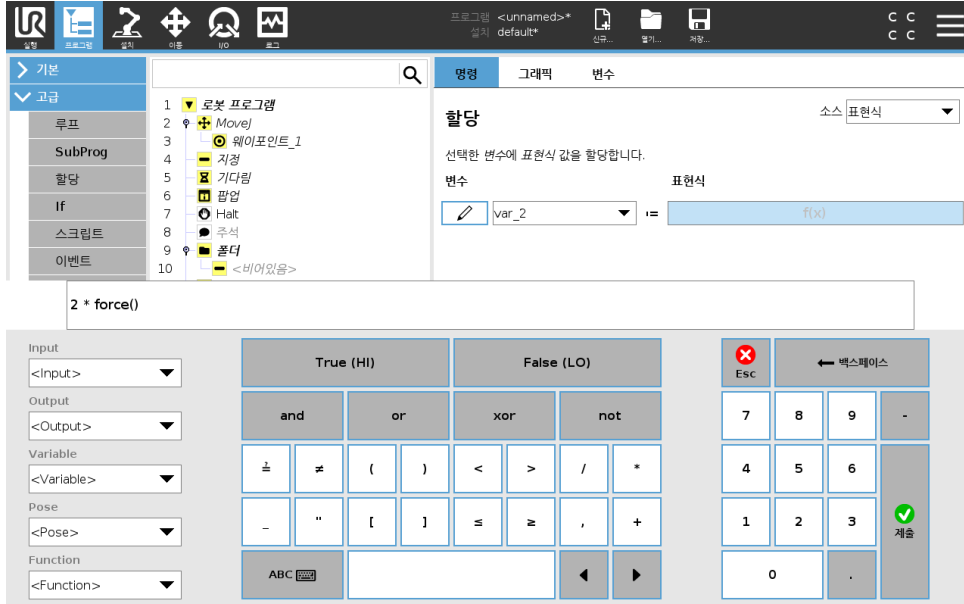 UR
프로그램 <unnamed>*
설치 default*
C C
C C
실행 프로그램 설치 이동 I/O 로그 신규... 열기... 저장...
기본
고급
루프
SubProg
할당
If
스크립트
이벤트
1 로봇 프로그램
2 MoveJ
3 웨이포인트_1
4 지정
5 기다림
6 팝업
7 Halt
8 주석
9 폴더
10 <비어있음>
명령 그래픽 변수
할당
소스 표현식
선택한 변수에 표현식 값을 할당합니다.
변수 표현식
var_2 := f(x)
2 * force()
Input
<Input>
Output
<Output>
Variable
<Variable>
Pose
<Pose>
Function
<Function>
True (HI) False (LO)
and or xor not
≟ ≠ ( ) < > / *
_ " [ ] ≤ ≥ , +
ABC
Esc 백스페이스
7 8 9 -
4 5 6
1 2 3 제출
0 .